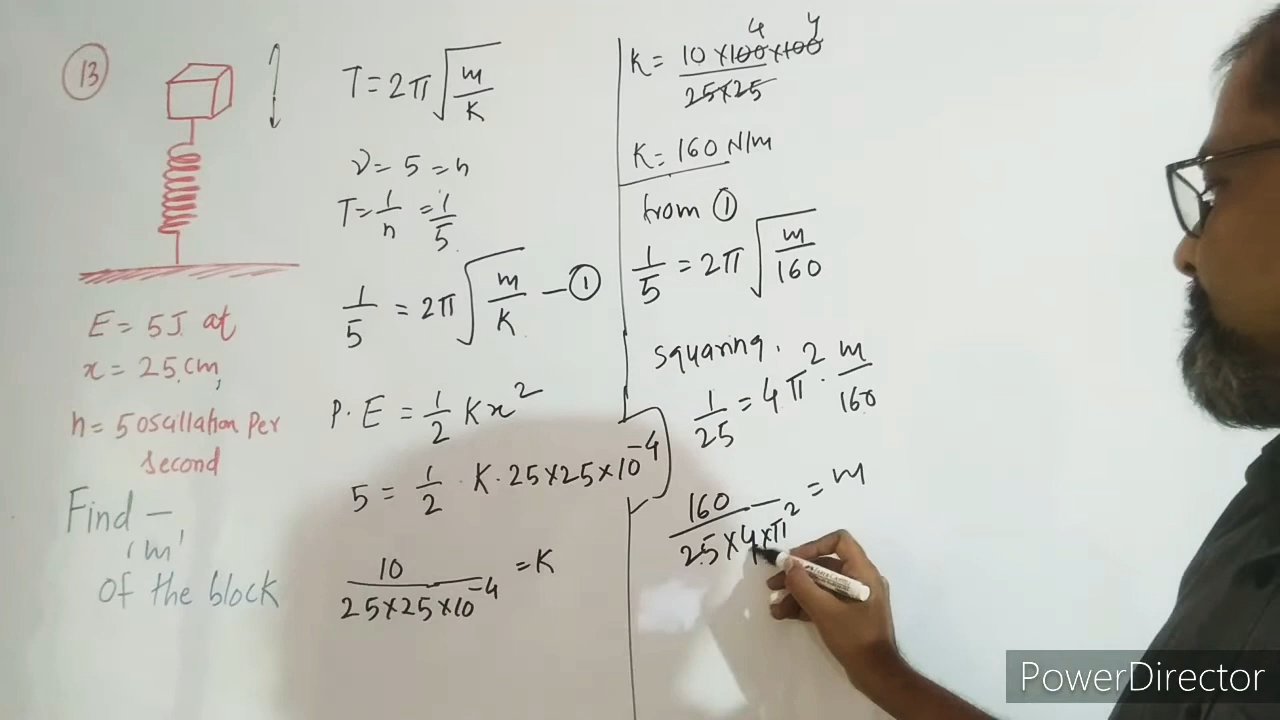 13
E = 5J at
x = 25 cm,
n = 5 oscillation Per
second
Find –
'm'
of the block
T = 2π√(m/K)
ν = 5 = n
T = 1/n = 1/5
1/5 = 2π√(m/K) — ①
P.E = 1/2 Kx²
5 = 1/2 · K · 25×25×10⁻⁴
10/(25×25×10⁻⁴) = K
K = (10×100×100)/(25×25) 4 4
K = 160 N/m
from ①
1/5 = 2π√(m/160)
squaring.
1/25 = 4π² · m/160
160/(25×4×π²) = m
PowerDirector